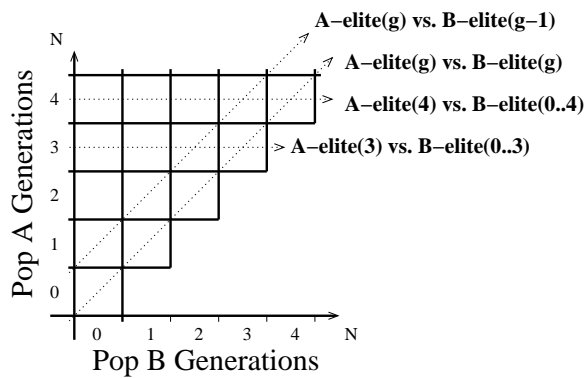 A−elite(g) vs. B−elite(g−1)
N
A−elite(g) vs. B−elite(g)
4
A−elite(4) vs. B−elite(0..4)
3
A−elite(3) vs. B−elite(0..3)
2
1
0
Pop A Generations
0 1 2 3 4 N
Pop B Generations